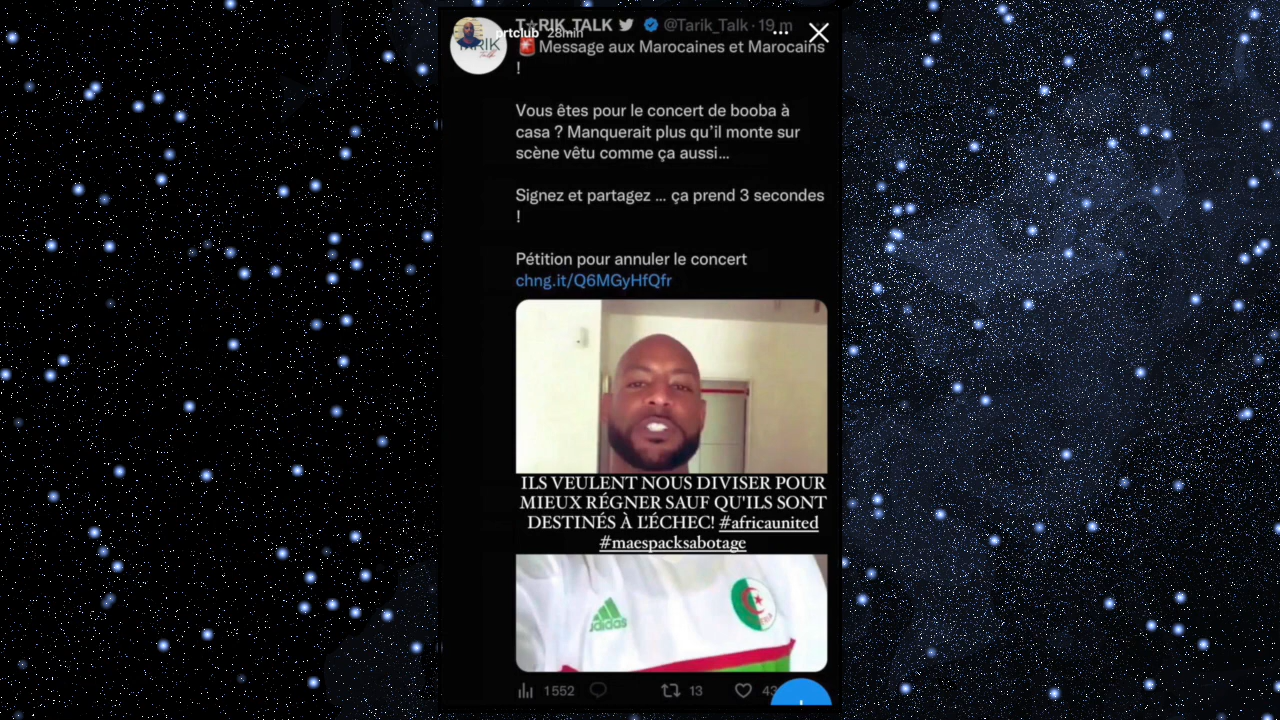 T☆RIK_TALK @Tarik_Talk · 19 m
prtclub 28min
🚨Message aux Marocaines et Marocains
!
Vous êtes pour le concert de booba à
casa ? Manquerait plus qu’il monte sur
scène vêtu comme ça aussi...
Signez et partagez ... ça prend 3 secondes
!
Pétition pour annuler le concert
chng.it/Q6MGyHfQfr
ILS VEULENT NOUS DIVISER POUR
MIEUX RÉGNER SAUF QU'ILS SONT
DESTINÉS À L'ÉCHEC! #africaunited
#maespacksabotage
adidas
1 552 13 43